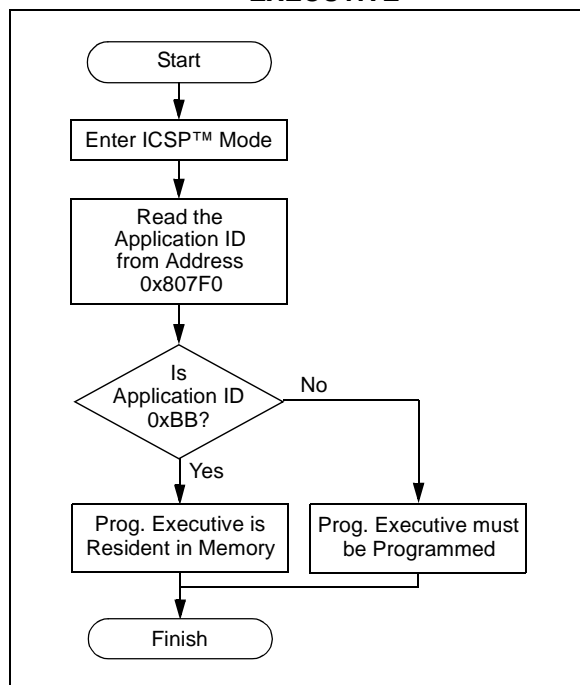 EXECUTIVE
Start
Enter ICSP™ Mode
Read the
Application ID
from Address
0x807F0
Is
Application ID
0xBB?
No
Yes
Prog. Executive is
Resident in Memory
Prog. Executive must
be Programmed
Finish